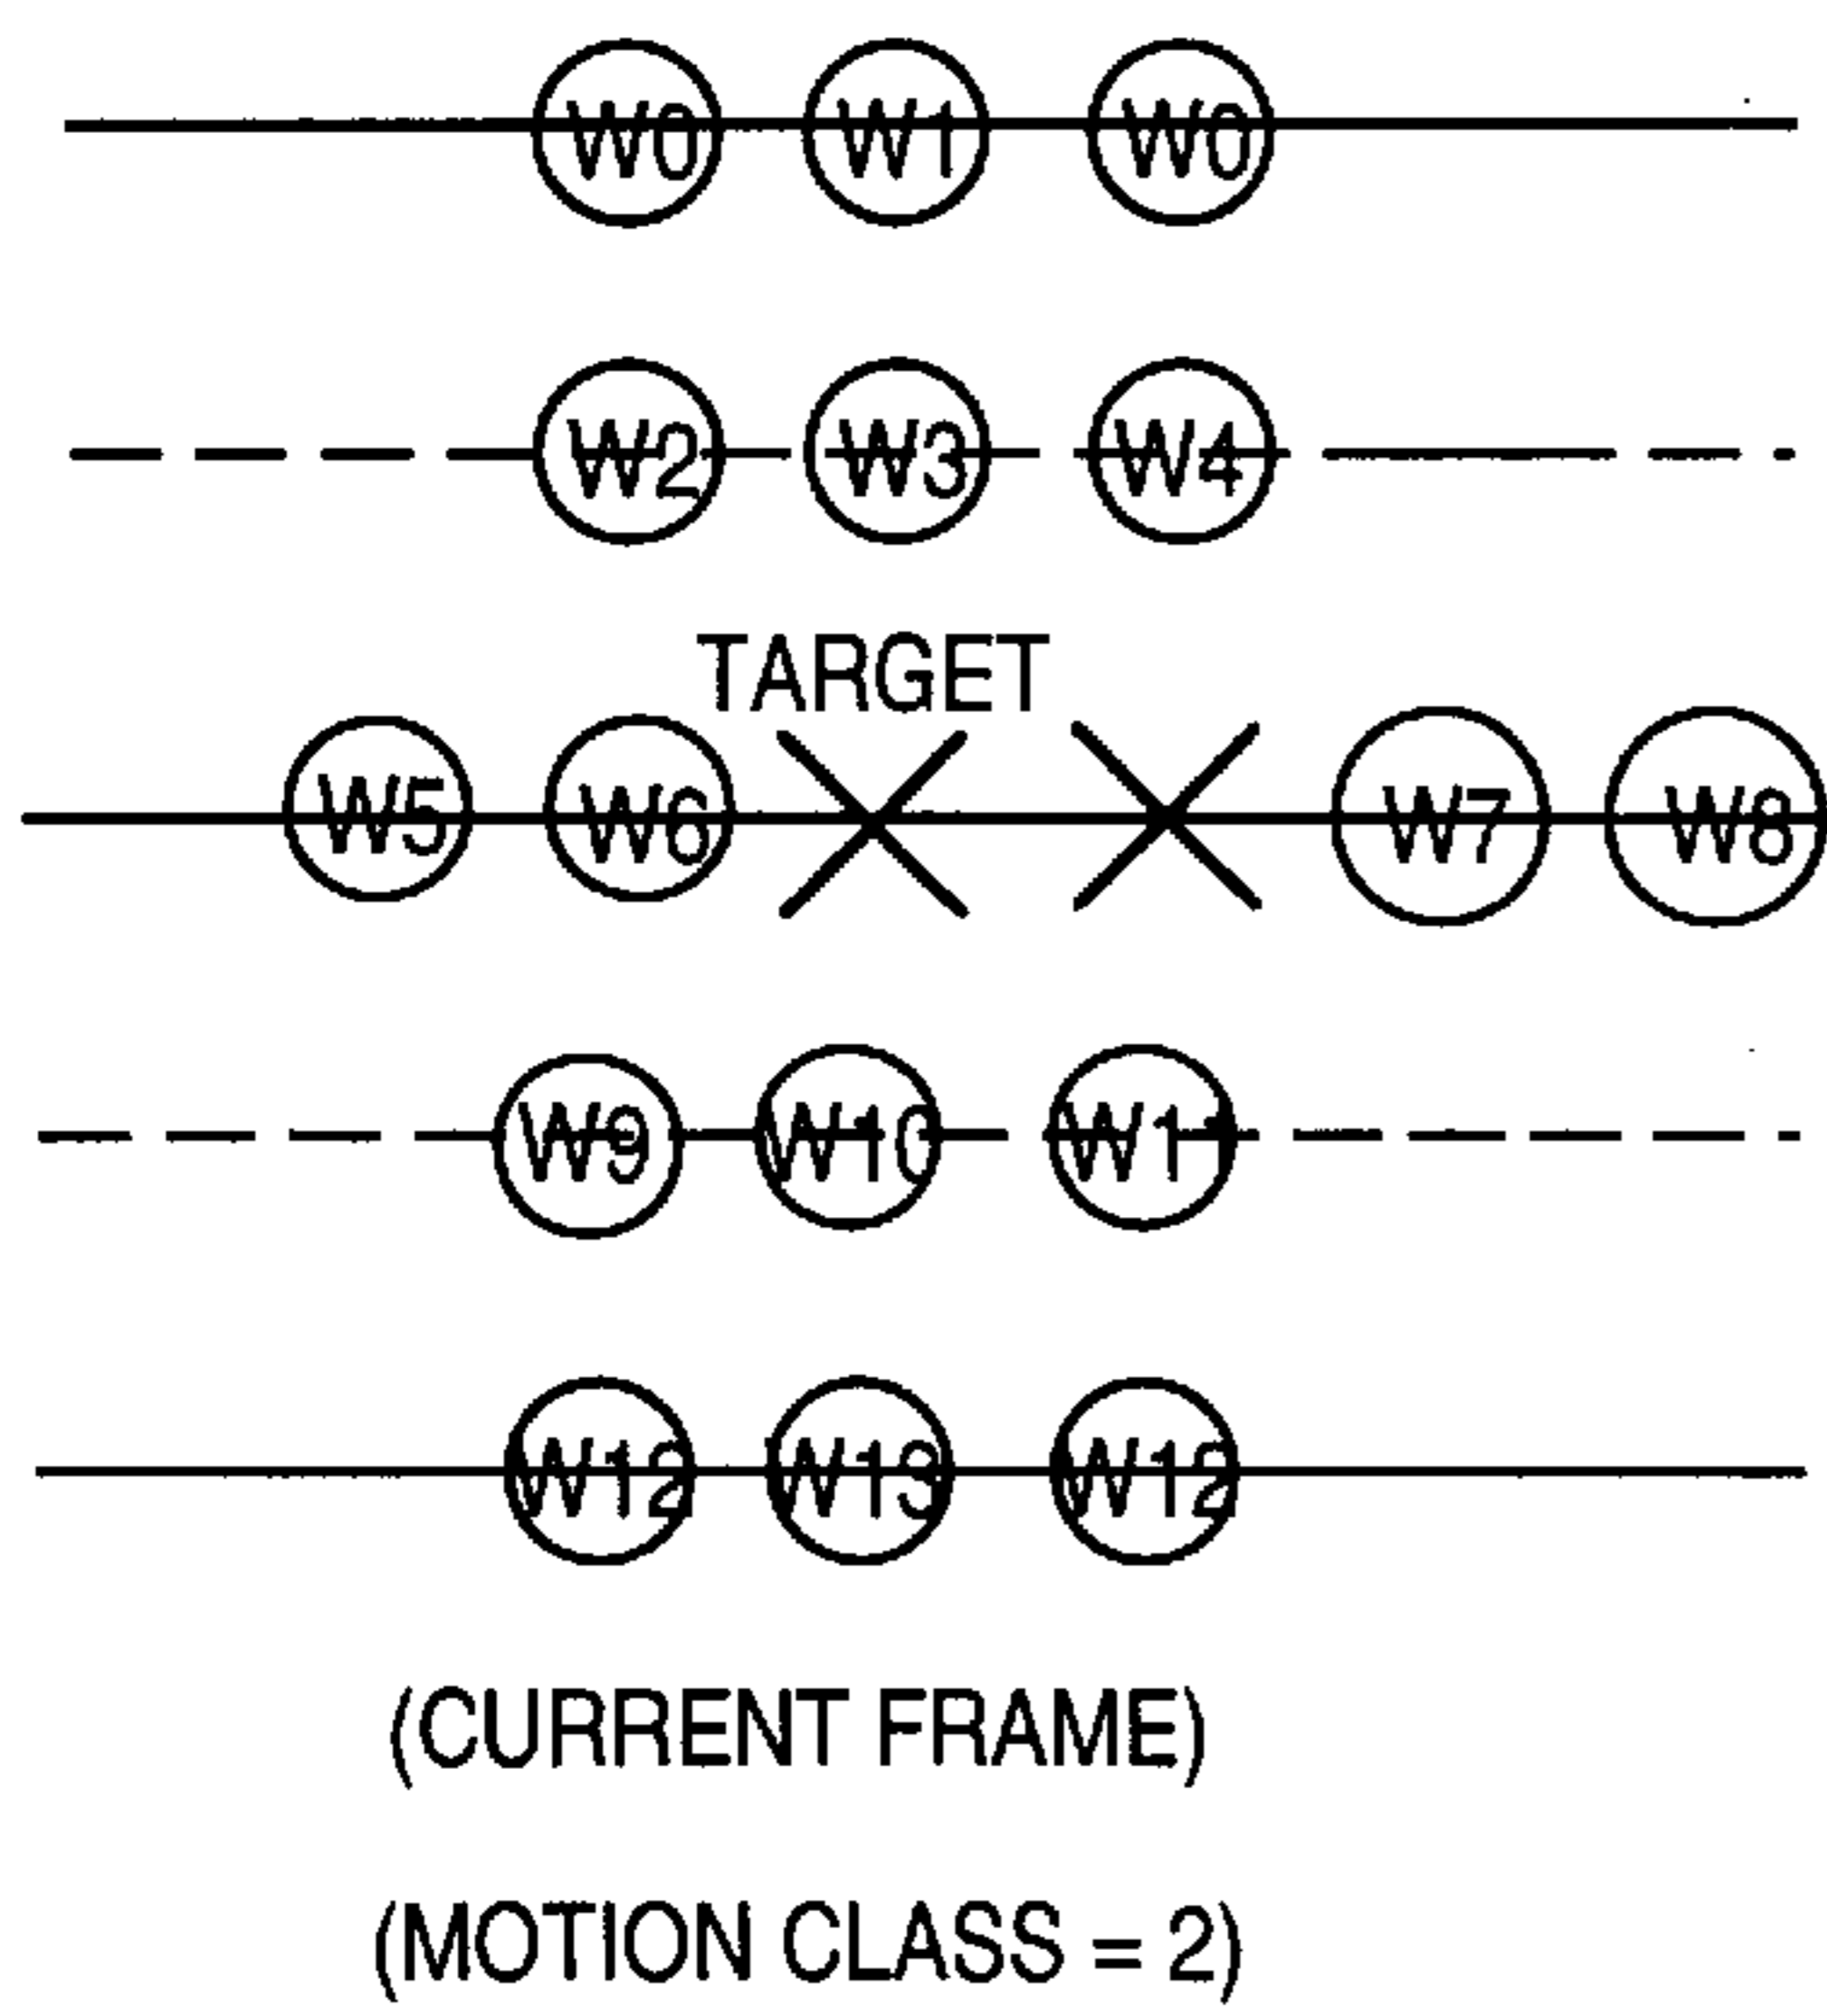 W0 W1 W0
W2 W3 W4
TARGET
W5 W6 W7 W8
W9 W10 W11
W12 W13 W12
(CURRENT FRAME)
(MOTION CLASS = 2)